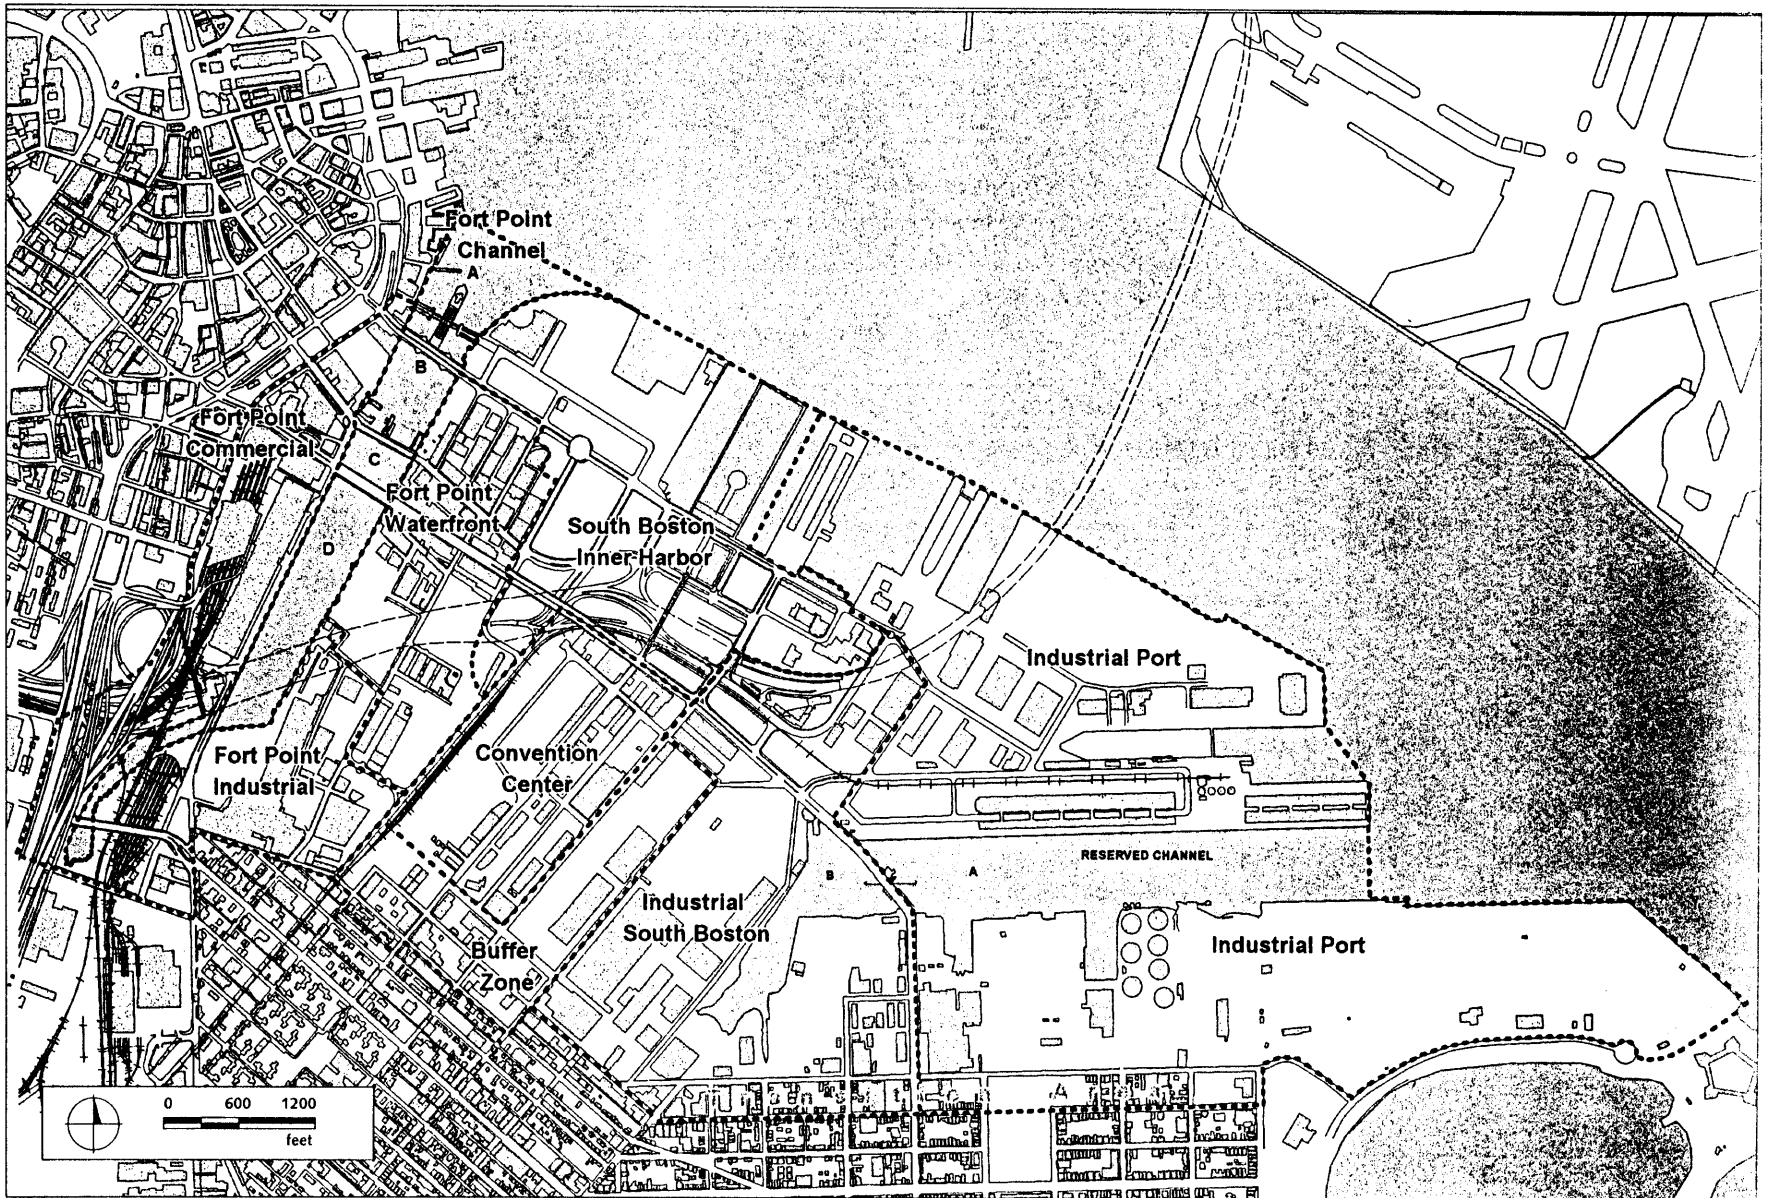 Fort Point
Channel
A
B
Fort Point
Commercial
C
Fort Point
Waterfront
D
South Boston
Inner Harbor
Industrial Port
Fort Point
Industrial
Convention
Center
RESERVED CHANNEL
B
A
Industrial
South Boston
Buffer
Zone
Industrial Port
0 600 1200
feet